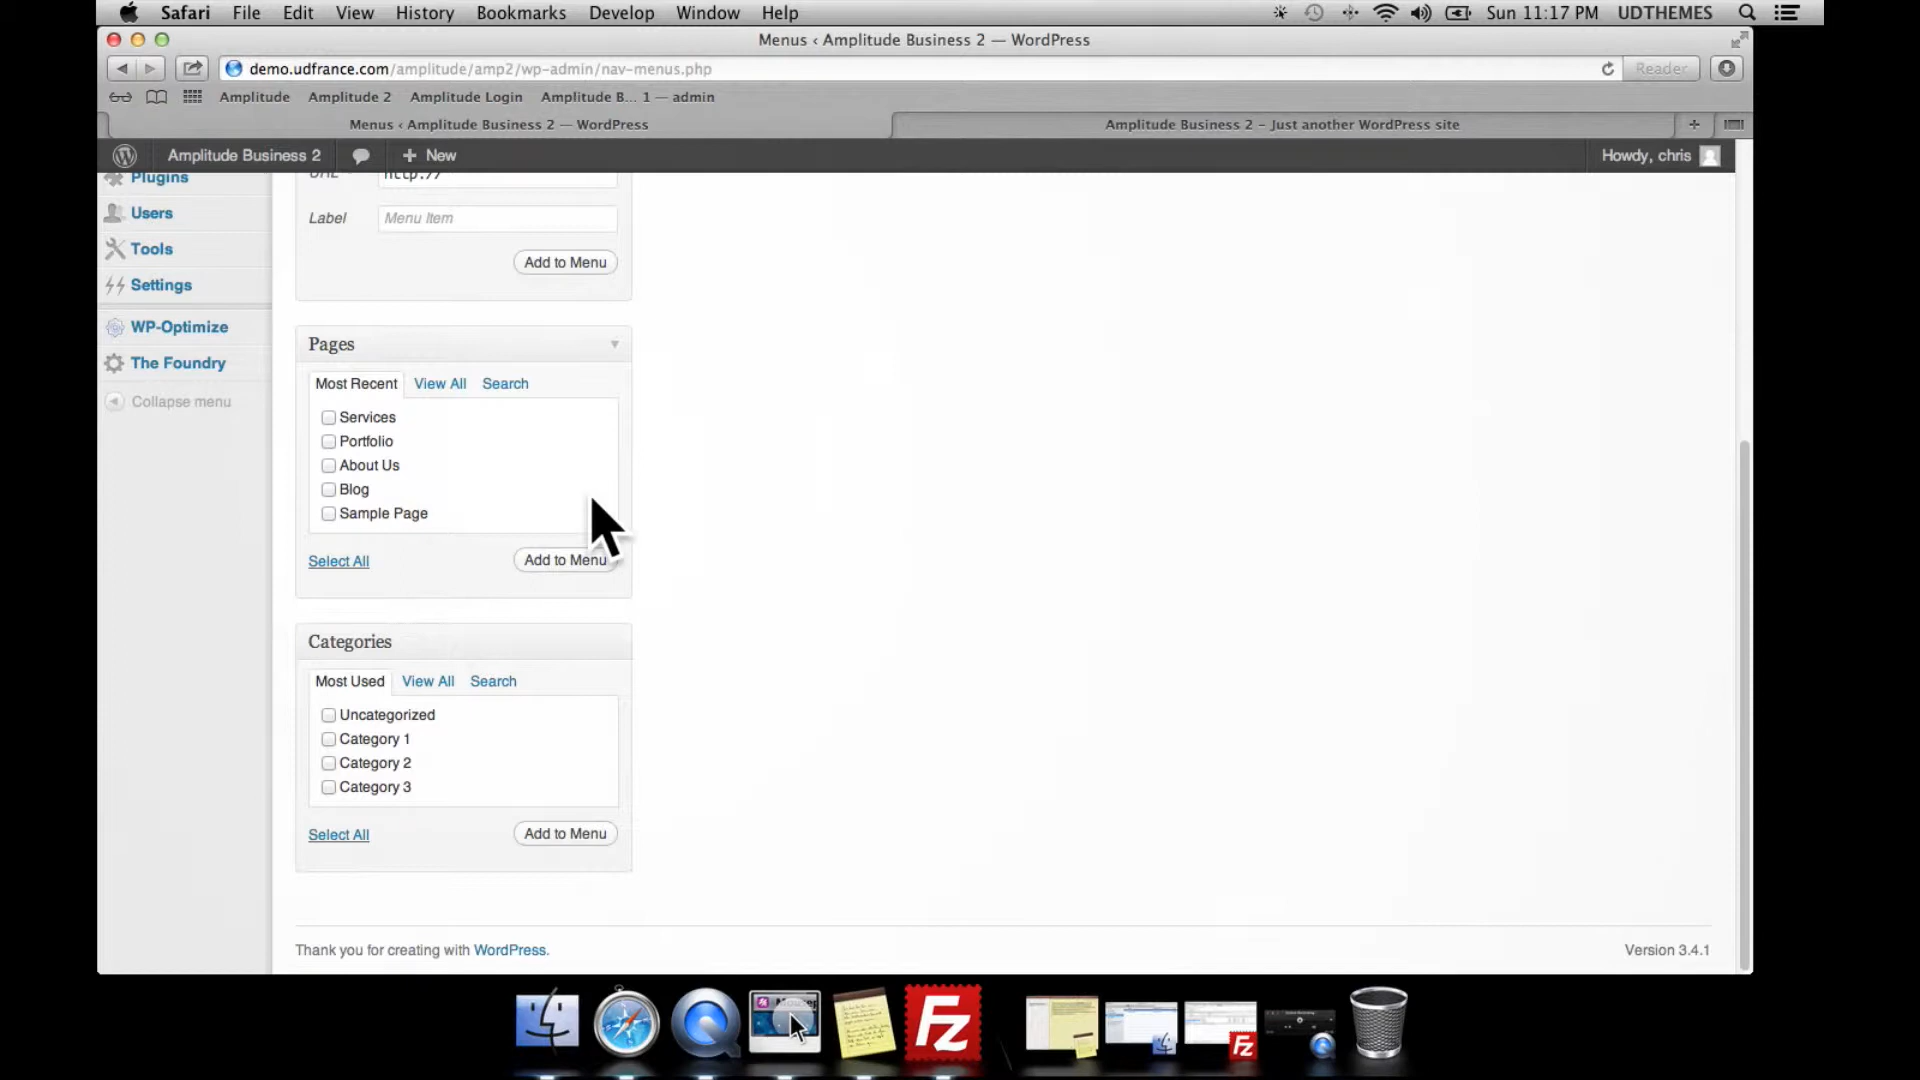 Safari File Edit View History Bookmarks Develop Window Help Sun 11:17 PM UDTHEMES
Menus ‹ Amplitude Business 2 — WordPress
demo.udfrance.com/amplitude/amp2/wp-admin/nav-menus.php Reader
Amplitude Amplitude 2 Amplitude Login Amplitude B... 1 — admin
Menus ‹ Amplitude Business 2 — WordPress Amplitude Business 2 – Just another WordPress site
Amplitude Business 2 + New Howdy, chris
Plugins
Users
Tools
Settings
WP-Optimize
The Foundry
Collapse menu
URL http://
Label Menu Item
Add to Menu
Pages
Most Recent View All Search
Services
Portfolio
About Us
Blog
Sample Page
Select All Add to Menu
Categories
Most Used View All Search
Uncategorized
Category 1
Category 2
Category 3
Select All Add to Menu
Thank you for creating with WordPress. Version 3.4.1
Fz
Fz